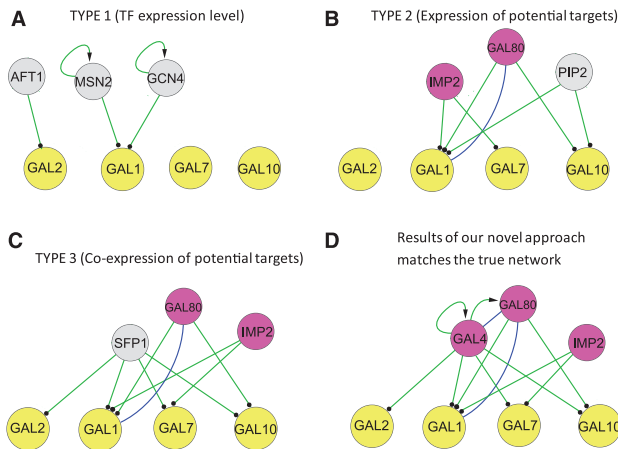 A TYPE 1 (TF expression level)
AFT1 MSN2 GCN4
GAL2 GAL1 GAL7 GAL10
B TYPE 2 (Expression of potential targets)
GAL80
IMP2 PIP2
GAL2 GAL1 GAL7 GAL10
C TYPE 3 (Co-expression of potential targets)
GAL80
SFP1 IMP2
GAL2 GAL1 GAL7 GAL10
D Results of our novel approach
matches the true network
GAL80
GAL4 IMP2
GAL2 GAL1 GAL7 GAL10